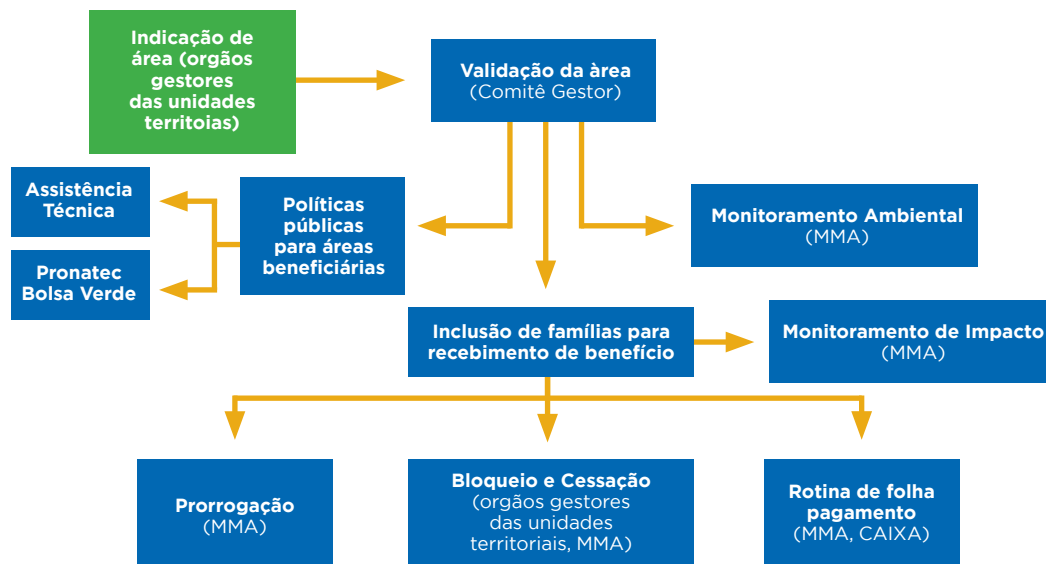 Indicação de
área (orgãos
gestores
das unidades
territoias)
Validação da àrea
(Comitê Gestor)
Assistência
Técnica
Pronatec
Bolsa Verde
Políticas
públicas
para áreas
beneficiárias
Monitoramento Ambiental
(MMA)
Inclusão de famílias para
recebimento de benefício
Monitoramento de Impacto
(MMA)
Prorrogação
(MMA)
Bloqueio e Cessação
(orgãos gestores
das unidades
territoriais, MMA)
Rotina de folha
pagamento
(MMA, CAIXA)